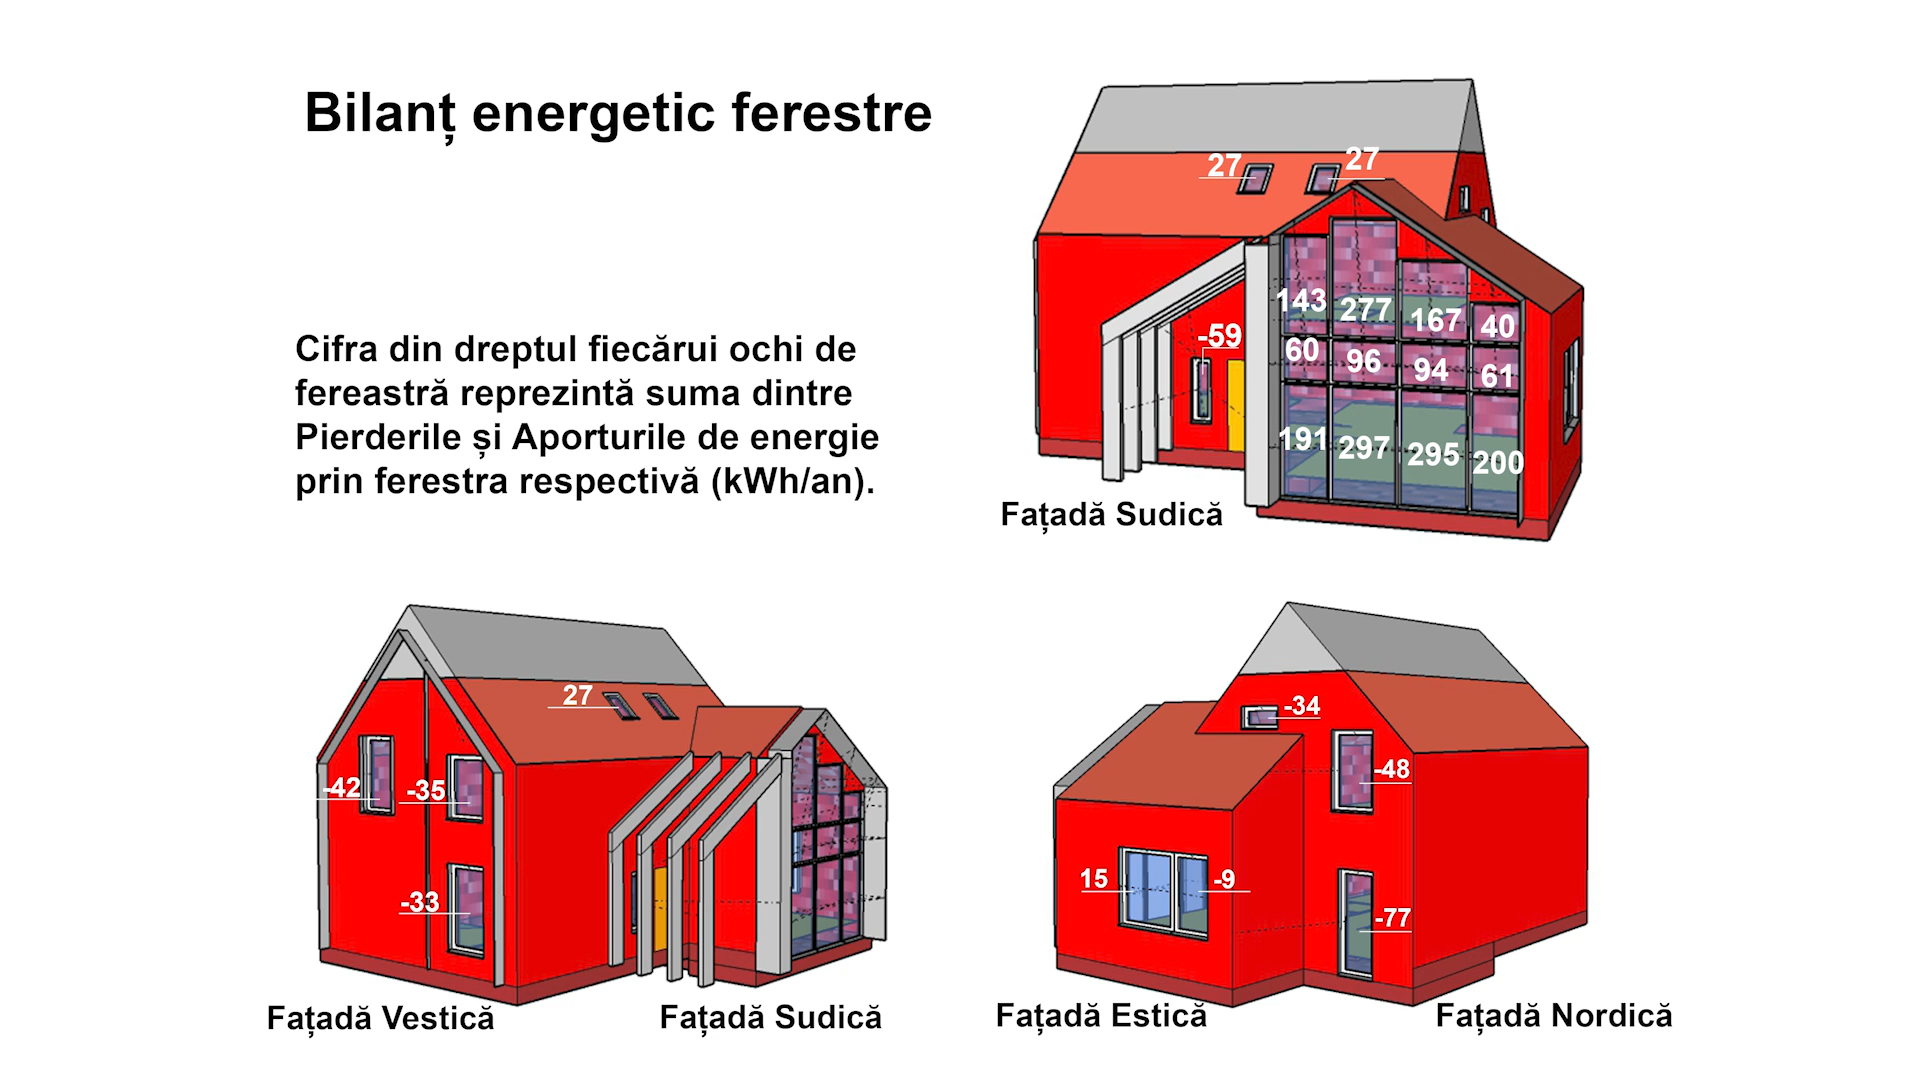 Bilanț energetic ferestre
Cifra din dreptul fiecărui ochi de
fereastră reprezintă suma dintre
Pierderile și Aporturile de energie
prin ferestra respectivă (kWh/an).
27 27
-59
143 277 167 40
60 96 94 61
191 297 295 200
Fațadă Sudică
27
-42 -35
-33
Fațadă Vestică
Fațadă Sudică
-34
-48
15 -9
-77
Fațadă Estică
Fațadă Nordică